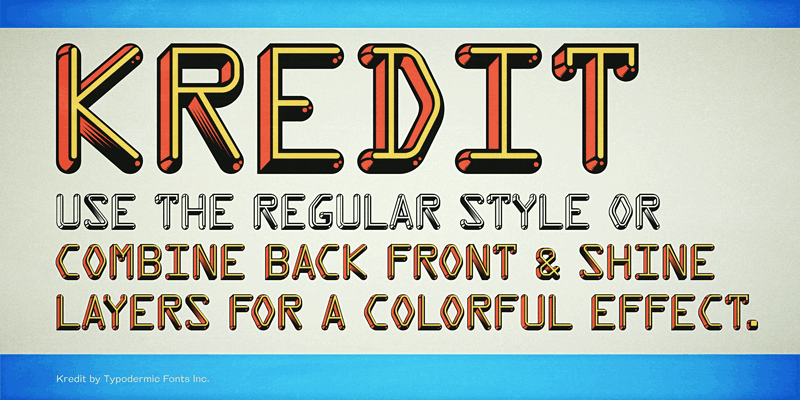 KREDIT
USE THE REGULAR STYLE OR
COMBINE BACK FRONT & SHINE
LAYERS FOR A COLORFUL EFFECT.
Kredit by Typodermic Fonts Inc.